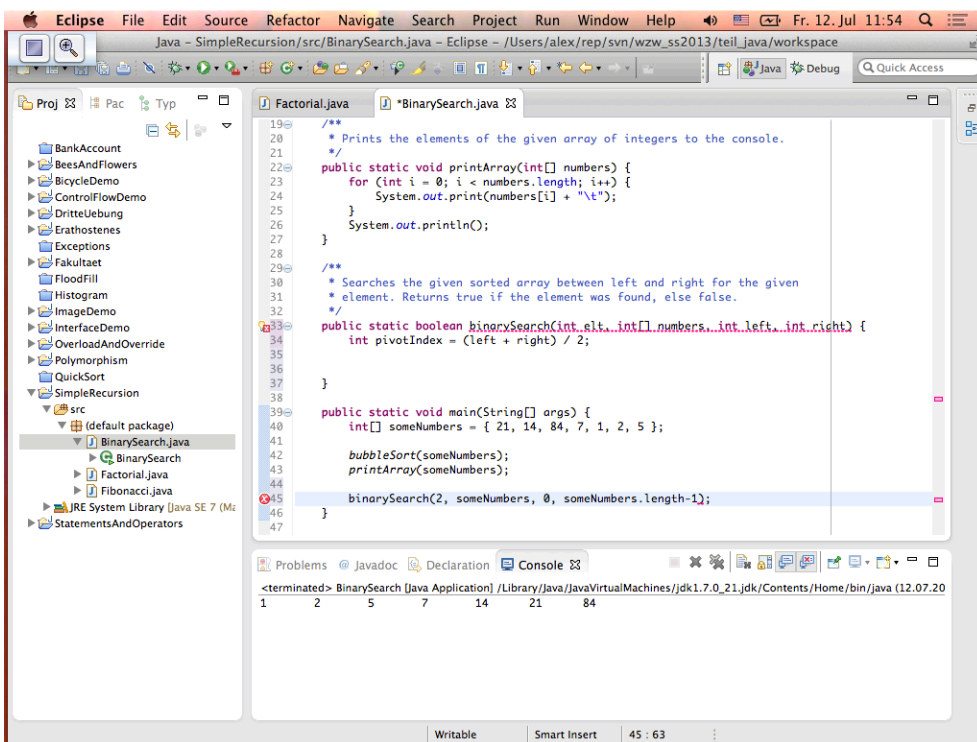 Eclipse File Edit Source Refactor Navigate Search Project Run Window Help Fr. 12. Jul 11:54
Java – SimpleRecursion/src/BinarySearch.java – Eclipse – /Users/alex/rep/svn/wzw_ss2013/teil_java/workspace
Java Debug Quick Access
Proj Pac Typ
BankAccount
BeesAndFlowers
BicycleDemo
ControlFlowDemo
DritteUebung
Erathostenes
Exceptions
Fakultaet
FloodFill
Histogram
ImageDemo
InterfaceDemo
OverloadAndOverride
Polymorphism
QuickSort
SimpleRecursion
src
(default package)
BinarySearch.java
BinarySearch
Factorial.java
Fibonacci.java
JRE System Library [Java SE 7 (Ma
StatementsAndOperators
Factorial.java *BinarySearch.java
19 /**
20 * Prints the elements of the given array of integers to the console.
21 */
22 public static void printArray(int[] numbers) {
23 for (int i = 0; i < numbers.length; i++) {
24 System.out.print(numbers[i] + "\t");
25 }
26 System.out.println();
27 }
28
29 /**
30 * Searches the given sorted array between left and right for the given
31 * element. Returns true if the element was found, else false.
32 */
33 public static boolean binarySearch(int elt, int[] numbers, int left, int right) {
34 int pivotIndex = (left + right) / 2;
35
36
37 }
38
39 public static void main(String[] args) {
40 int[] someNumbers = { 21, 14, 84, 7, 1, 2, 5 };
41
42 bubbleSort(someNumbers);
43 printArray(someNumbers);
44
45 binarySearch(2, someNumbers, 0, someNumbers.length-1);
46 }
47
Problems @ Javadoc Declaration Console
<terminated> BinarySearch [Java Application] /Library/Java/JavaVirtualMachines/jdk1.7.0_21.jdk/Contents/Home/bin/java (12.07.20
1 2 5 7 14 21 84
Writable Smart Insert 45 : 63